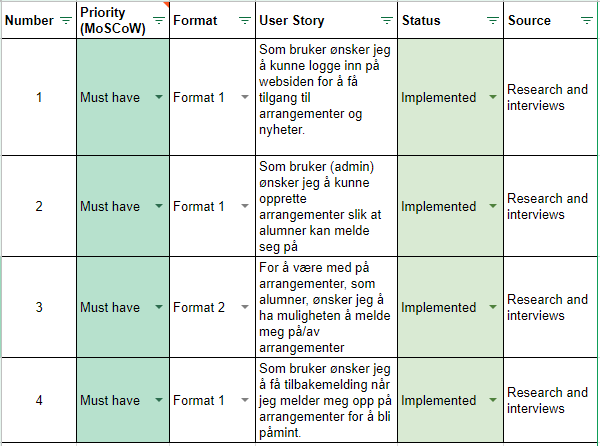 Number Priority (MoSCoW) Format User Story Status Source
1 Must have Format 1
Som bruker ønsker jeg
å kunne logge inn på
websiden for å få
tilgang til
arrangementer og
nyheter.
Implemented
Research and
interviews
2 Must have Format 1
Som bruker (admin)
ønsker jeg å kunne
opprette
arrangementer slik at
alumner kan melde
seg på
Implemented
Research and
interviews
3 Must have Format 2
For å være med på
arrangementer, som
alumner, ønsker jeg å
ha muligheten å melde
meg på/av
arrangementer
Implemented
Research and
interviews
4 Must have Format 1
Som bruker ønsker jeg
å få tilbakemelding når
jeg melder meg opp på
arrangementer for å bli
påmint.
Implemented
Research and
interviews